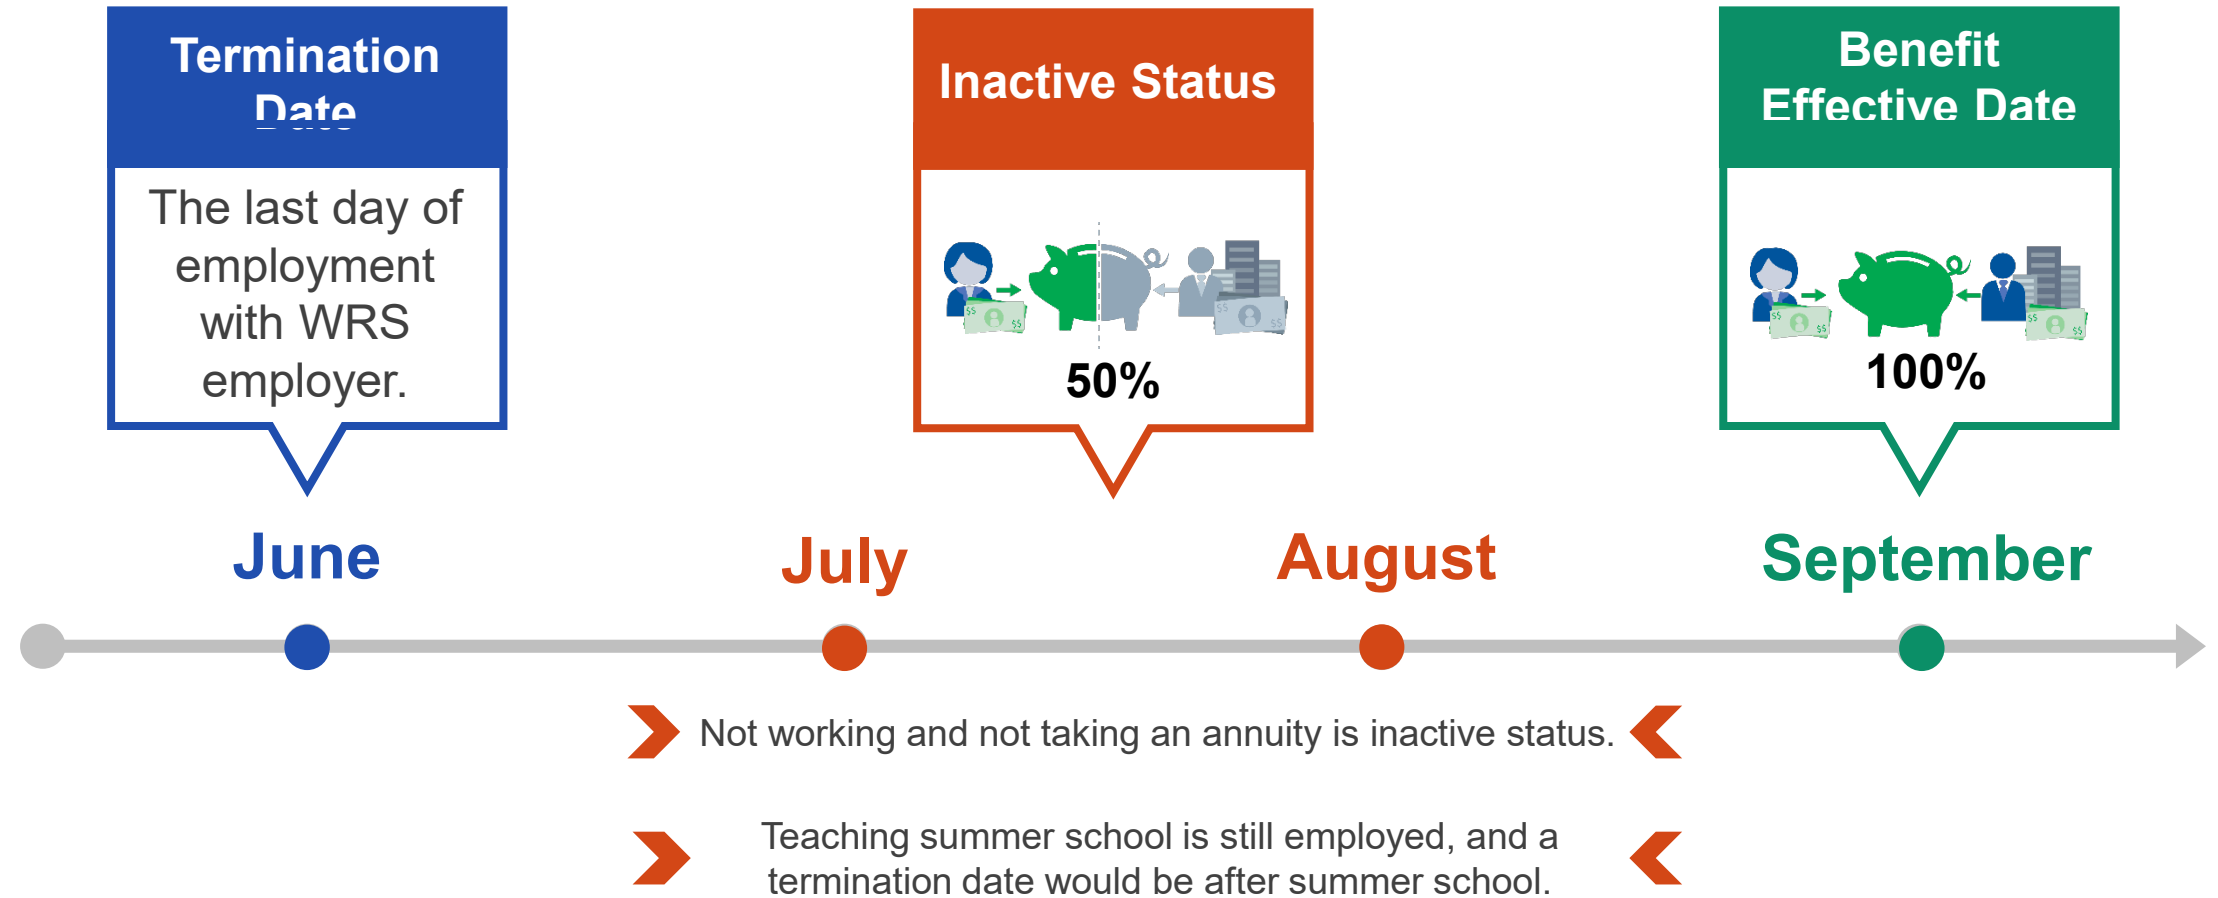 Termination
Date
The last day of
employment
with WRS
employer.
Inactive Status
$$
$$
$$
$$
50%
Benefit
Effective Date
$$
$$
$$
$$
100%
June
July
August
September
Not working and not taking an annuity is inactive status.
Teaching summer school is still employed, and a
termination date would be after summer school.